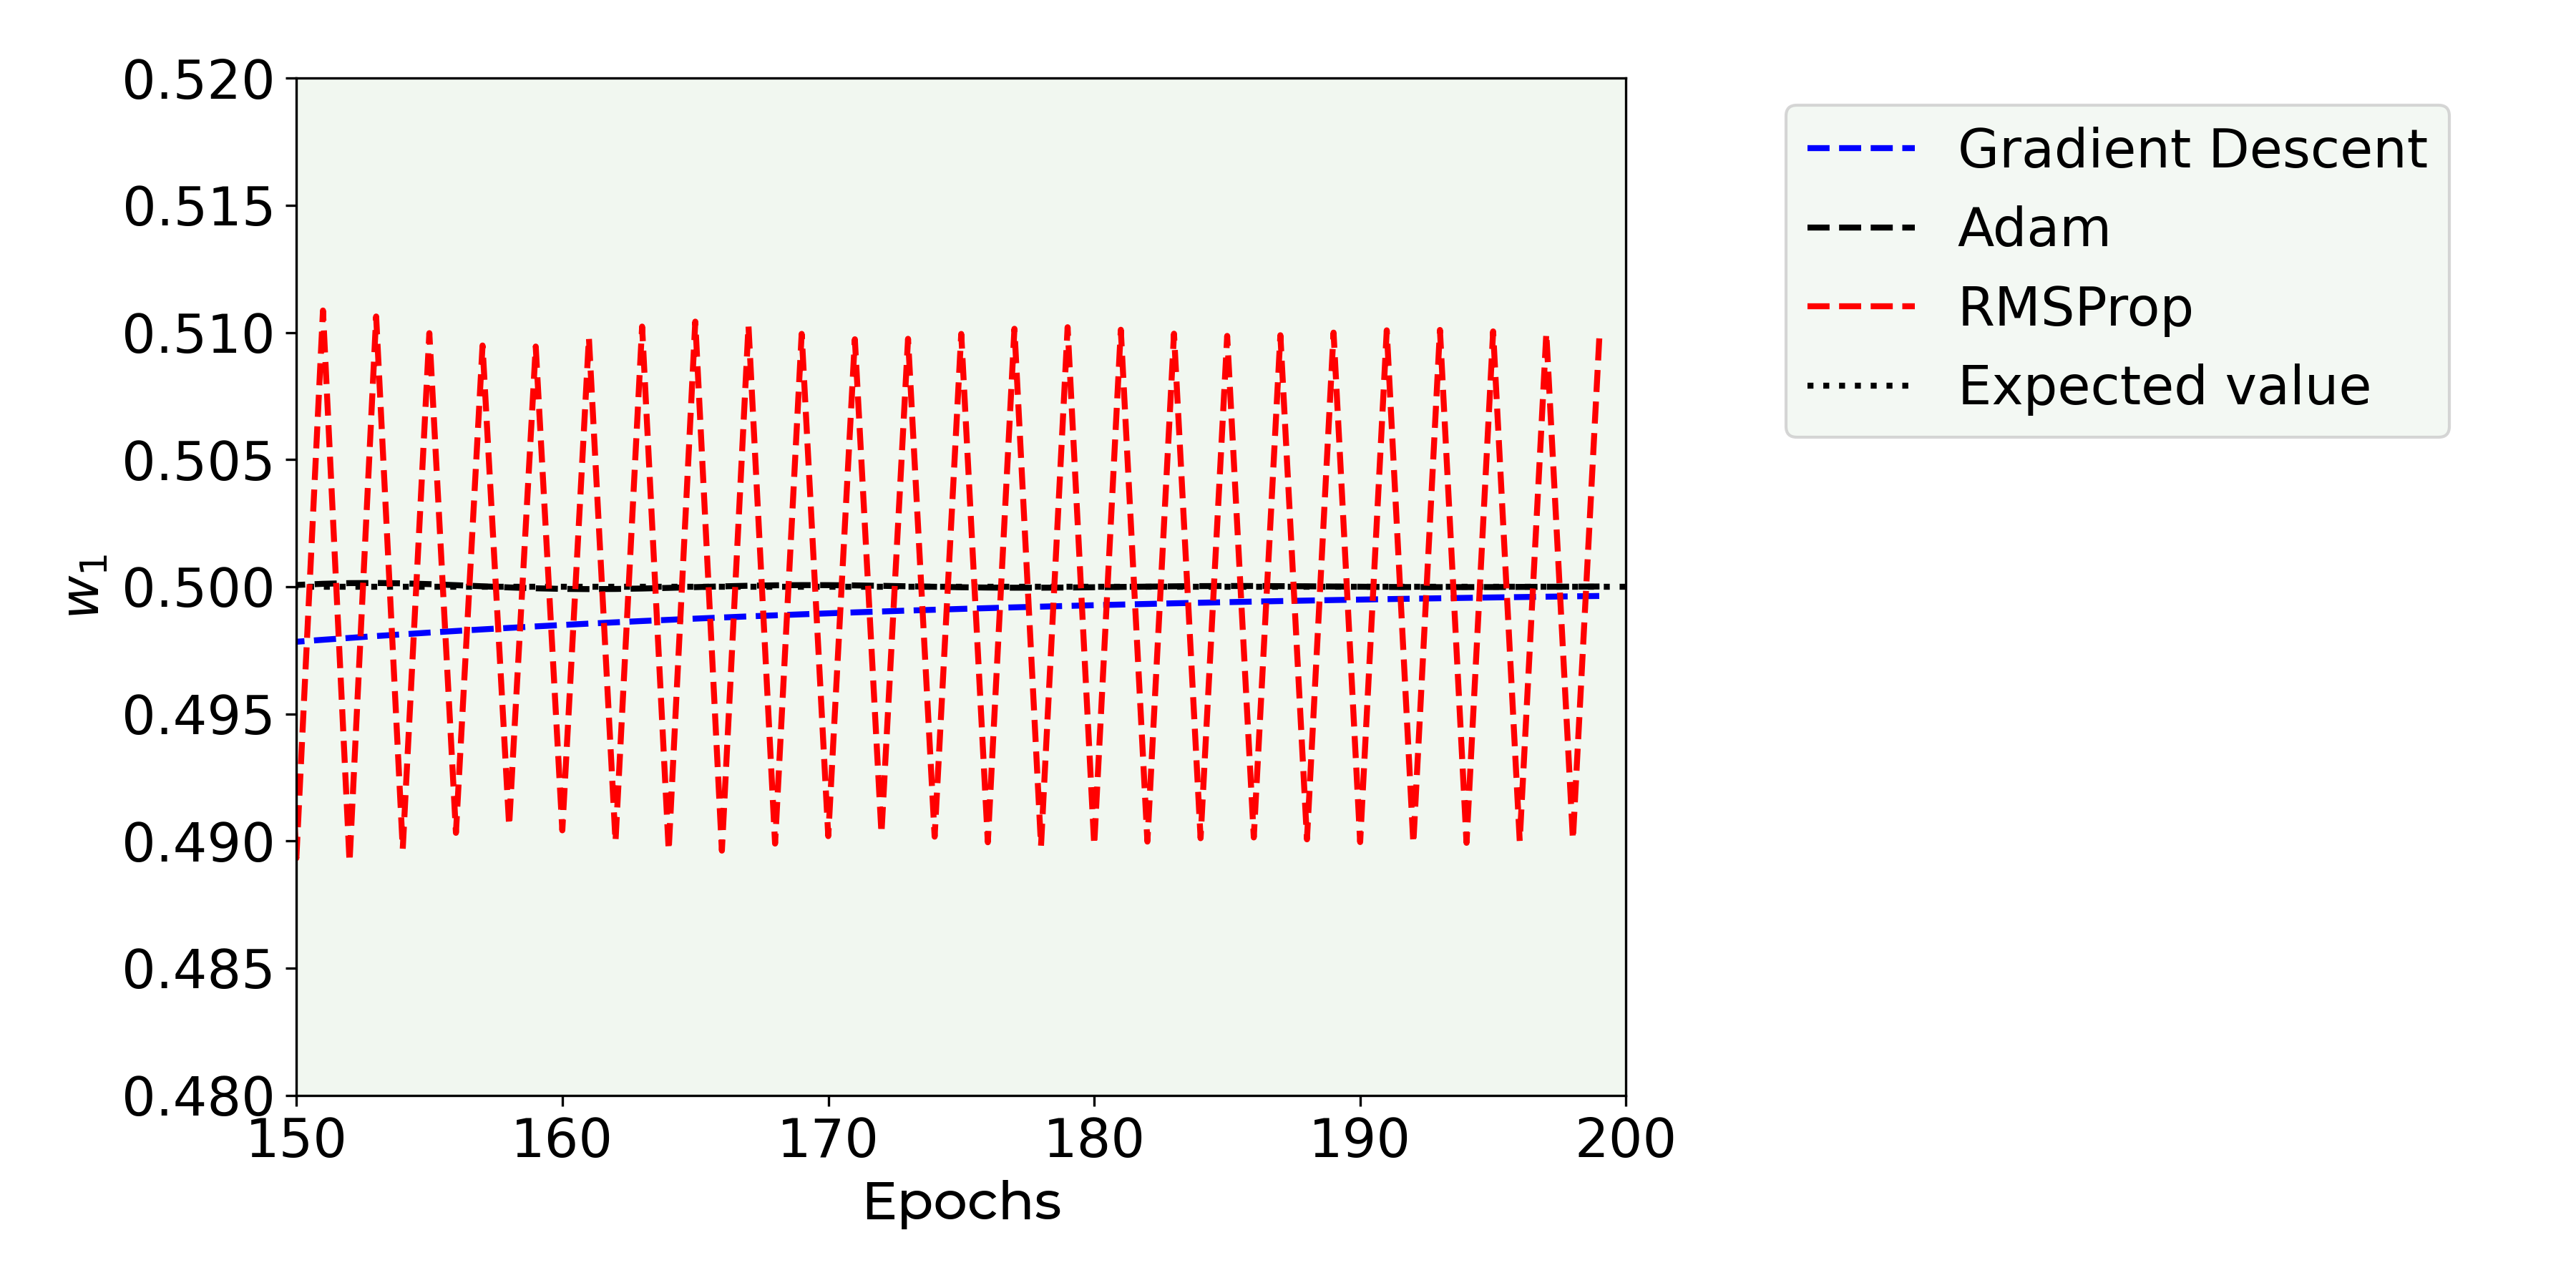 0.520
0.515
0.510
0.505
0.500
0.495
0.490
0.485
0.480
w₁
150 160 170 180 190 200
Epochs
Gradient Descent
Adam
RMSProp
Expected value